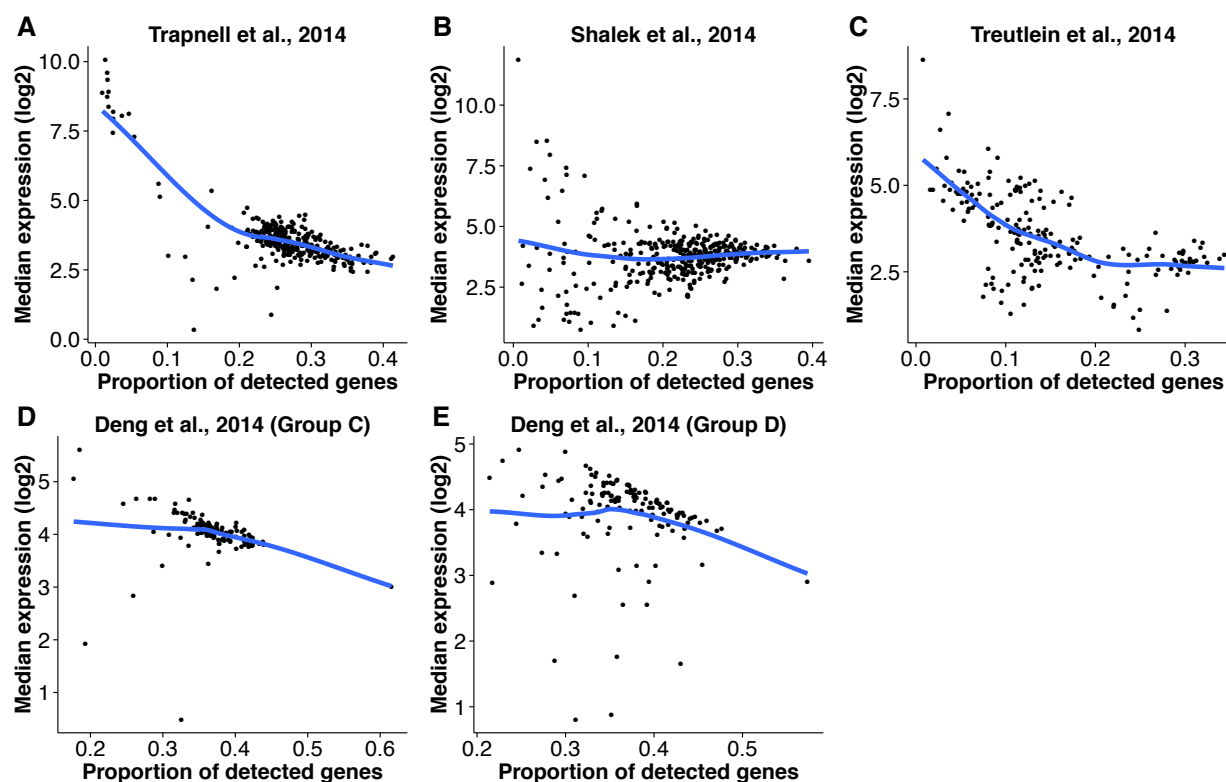 A
Trapnell et al., 2014
Median expression (log2)
10.0
7.5
5.0
2.5
0.0
0.0 0.1 0.2 0.3 0.4
Proportion of detected genes
B
Shalek et al., 2014
Median expression (log2)
10.0
7.5
5.0
2.5
0.0 0.1 0.2 0.3 0.4
Proportion of detected genes
C
Treutlein et al., 2014
Median expression (log2)
7.5
5.0
2.5
0.0 0.1 0.2 0.3
Proportion of detected genes
D
Deng et al., 2014 (Group C)
Median expression (log2)
5
4
3
2
1
0.2 0.3 0.4 0.5 0.6
Proportion of detected genes
E
Deng et al., 2014 (Group D)
Median expression (log2)
5
4
3
2
1
0.2 0.3 0.4 0.5
Proportion of detected genes